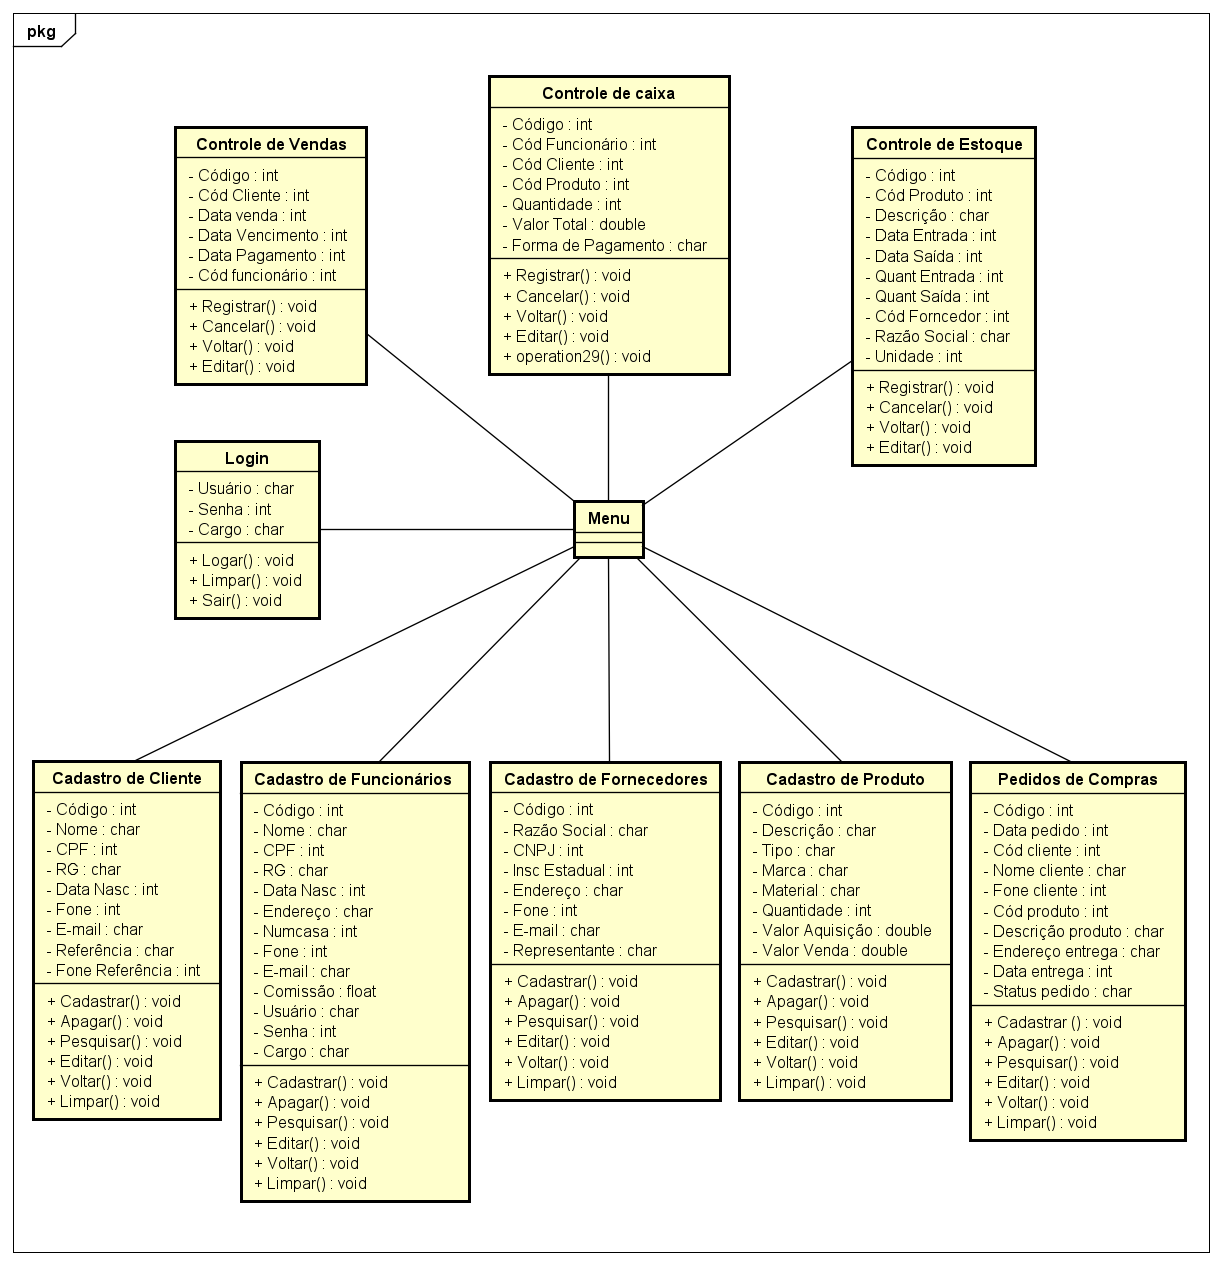 pkg
Controle de caixa
- Código : int
- Cód Funcionário : int
- Cód Cliente : int
- Cód Produto : int
- Quantidade : int
- Valor Total : double
- Forma de Pagamento : char
+ Registrar() : void
+ Cancelar() : void
+ Voltar() : void
+ Editar() : void
+ operation29() : void
Controle de Vendas
- Código : int
- Cód Cliente : int
- Data venda : int
- Data Vencimento : int
- Data Pagamento : int
- Cód funcionário : int
+ Registrar() : void
+ Cancelar() : void
+ Voltar() : void
+ Editar() : void
Controle de Estoque
- Código : int
- Cód Produto : int
- Descrição : char
- Data Entrada : int
- Data Saída : int
- Quant Entrada : int
- Quant Saída : int
- Cód Forncedor : int
- Razão Social : char
- Unidade : int
+ Registrar() : void
+ Cancelar() : void
+ Voltar() : void
+ Editar() : void
Login
- Usuário : char
- Senha : int
- Cargo : char
+ Logar() : void
+ Limpar() : void
+ Sair() : void
Menu
Cadastro de Cliente
- Código : int
- Nome : char
- CPF : int
- RG : char
- Data Nasc : int
- Fone : int
- E-mail : char
- Referência : char
- Fone Referência : int
+ Cadastrar() : void
+ Apagar() : void
+ Pesquisar() : void
+ Editar() : void
+ Voltar() : void
+ Limpar() : void
Cadastro de Funcionários
- Código : int
- Nome : char
- CPF : int
- RG : char
- Data Nasc : int
- Endereço : char
- Numcasa : int
- Fone : int
- E-mail : char
- Comissão : float
- Usuário : char
- Senha : int
- Cargo : char
+ Cadastrar() : void
+ Apagar() : void
+ Pesquisar() : void
+ Editar() : void
+ Voltar() : void
+ Limpar() : void
Cadastro de Fornecedores
- Código : int
- Razão Social : char
- CNPJ : int
- Insc Estadual : int
- Endereço : char
- Fone : int
- E-mail : char
- Representante : char
+ Cadastrar() : void
+ Apagar() : void
+ Pesquisar() : void
+ Editar() : void
+ Voltar() : void
+ Limpar() : void
Cadastro de Produto
- Código : int
- Descrição : char
- Tipo : char
- Marca : char
- Material : char
- Quantidade : int
- Valor Aquisição : double
- Valor Venda : double
+ Cadastrar() : void
+ Apagar() : void
+ Pesquisar() : void
+ Editar() : void
+ Voltar() : void
+ Limpar() : void
Pedidos de Compras
- Código : int
- Data pedido : int
- Cód cliente : int
- Nome cliente : char
- Fone cliente : int
- Cód produto : int
- Descrição produto : char
- Endereço entrega : char
- Data entrega : int
- Status pedido : char
+ Cadastrar () : void
+ Apagar() : void
+ Pesquisar() : void
+ Editar() : void
+ Voltar() : void
+ Limpar() : void